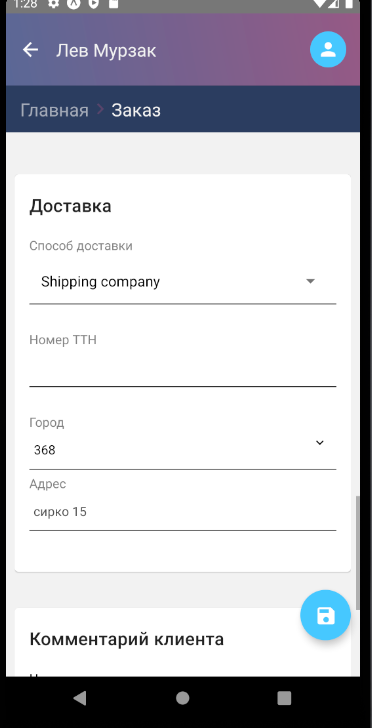 1:28
Лев Мурзак
Главная > Заказ
Доставка
Способ доставки
Shipping company
Номер ТТН
Город
368
Адрес
сирко 15
Комментарий клиента